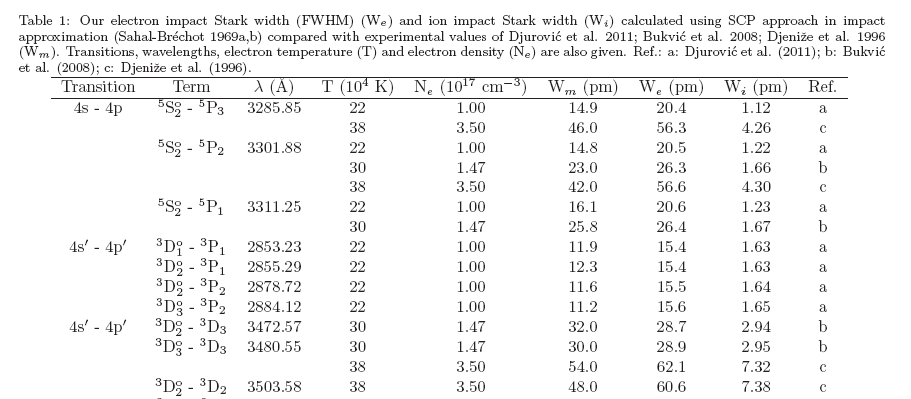 Table 1: Our electron impact Stark width (FWHM) (Wₑ) and ion impact Stark width (Wᵢ) calculated using SCP approach in impact
approximation (Sahal-Bréchot 1969a,b) compared with experimental values of Djurović et al. 2011; Bukvić et al. 2008; Djeniže et al. 1996
(Wₘ). Transitions, wavelengths, electron temperature (T) and electron density (Nₑ) are also given. Ref.: a: Djurović et al. (2011); b: Bukvić
et al. (2008); c: Djeniže et al. (1996).
Transition Term λ (Å) T (10⁴ K) Nₑ (10¹⁷ cm⁻³) Wₘ (pm) Wₑ (pm) Wᵢ (pm) Ref.
4s - 4p ⁵S°₂ - ⁵P₃ 3285.85 22 1.00 14.9 20.4 1.12 a
38 3.50 46.0 56.3 4.26 c
⁵S°₂ - ⁵P₂ 3301.88 22 1.00 14.8 20.5 1.22 a
30 1.47 23.0 26.3 1.66 b
38 3.50 42.0 56.6 4.30 c
⁵S°₂ - ⁵P₁ 3311.25 22 1.00 16.1 20.6 1.23 a
30 1.47 25.8 26.4 1.67 b
4s′ - 4p′ ³D°₁ - ³P₁ 2853.23 22 1.00 11.9 15.4 1.63 a
³D°₂ - ³P₁ 2855.29 22 1.00 12.3 15.4 1.63 a
³D°₂ - ³P₂ 2878.72 22 1.00 11.6 15.5 1.64 a
³D°₃ - ³P₂ 2884.12 22 1.00 11.2 15.6 1.65 a
4s′ - 4p′ ³D°₂ - ³D₃ 3472.57 30 1.47 32.0 28.7 2.94 b
³D°₃ - ³D₃ 3480.55 30 1.47 30.0 28.9 2.95 b
38 3.50 54.0 62.1 7.32 c
³D°₂ - ³D₂ 3503.58 38 3.50 48.0 60.6 7.38 c